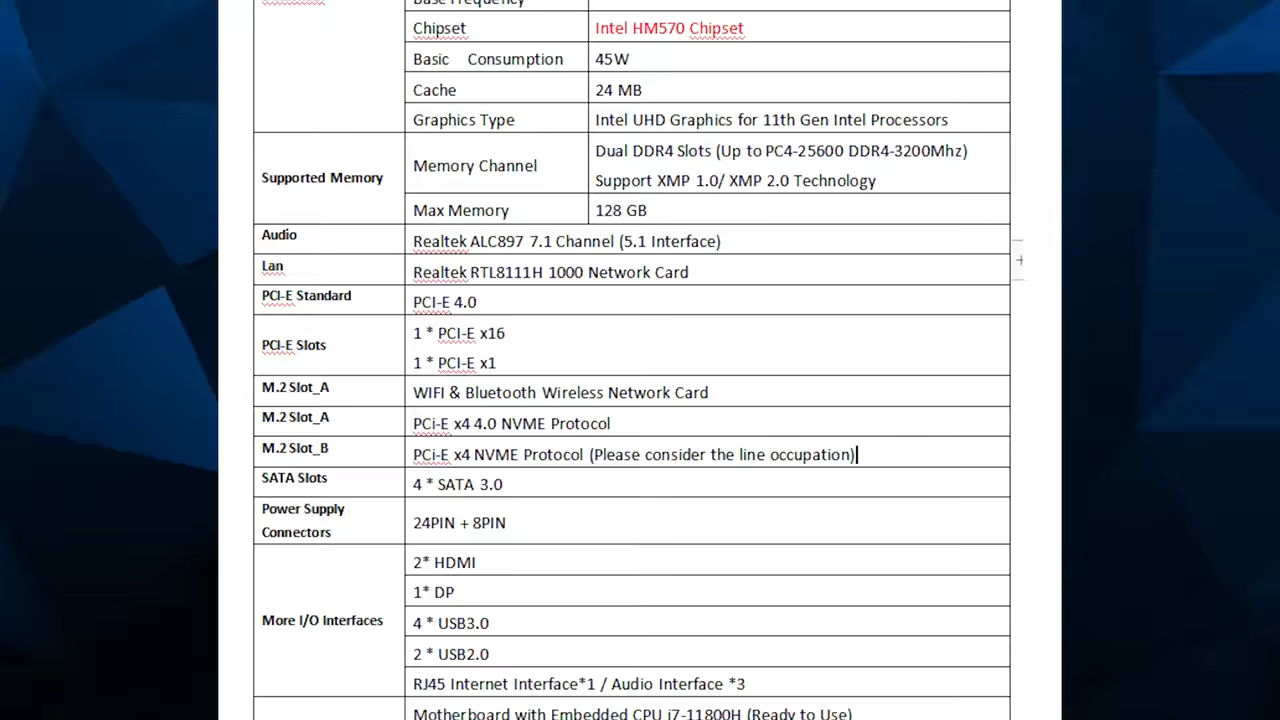 Base Frequency
Chipset Intel HM570 Chipset
Basic Consumption 45W
Cache 24 MB
Graphics Type Intel UHD Graphics for 11th Gen Intel Processors
Supported Memory
Memory Channel
Dual DDR4 Slots (Up to PC4-25600 DDR4-3200Mhz)
Support XMP 1.0/ XMP 2.0 Technology
Max Memory 128 GB
Audio Realtek ALC897 7.1 Channel (5.1 Interface)
Lan Realtek RTL8111H 1000 Network Card
PCI-E Standard PCI-E 4.0
PCI-E Slots
1 * PCI-E x16
1 * PCI-E x1
M.2 Slot_A WIFI & Bluetooth Wireless Network Card
M.2 Slot_A PCi-E x4 4.0 NVME Protocol
M.2 Slot_B PCi-E x4 NVME Protocol (Please consider the line occupation)
SATA Slots 4 * SATA 3.0
Power Supply
Connectors
24PIN + 8PIN
More I/O Interfaces
2* HDMI
1* DP
4 * USB3.0
2 * USB2.0
RJ45 Internet Interface*1 / Audio Interface *3
Motherboard with Embedded CPU i7-11800H (Ready to Use)